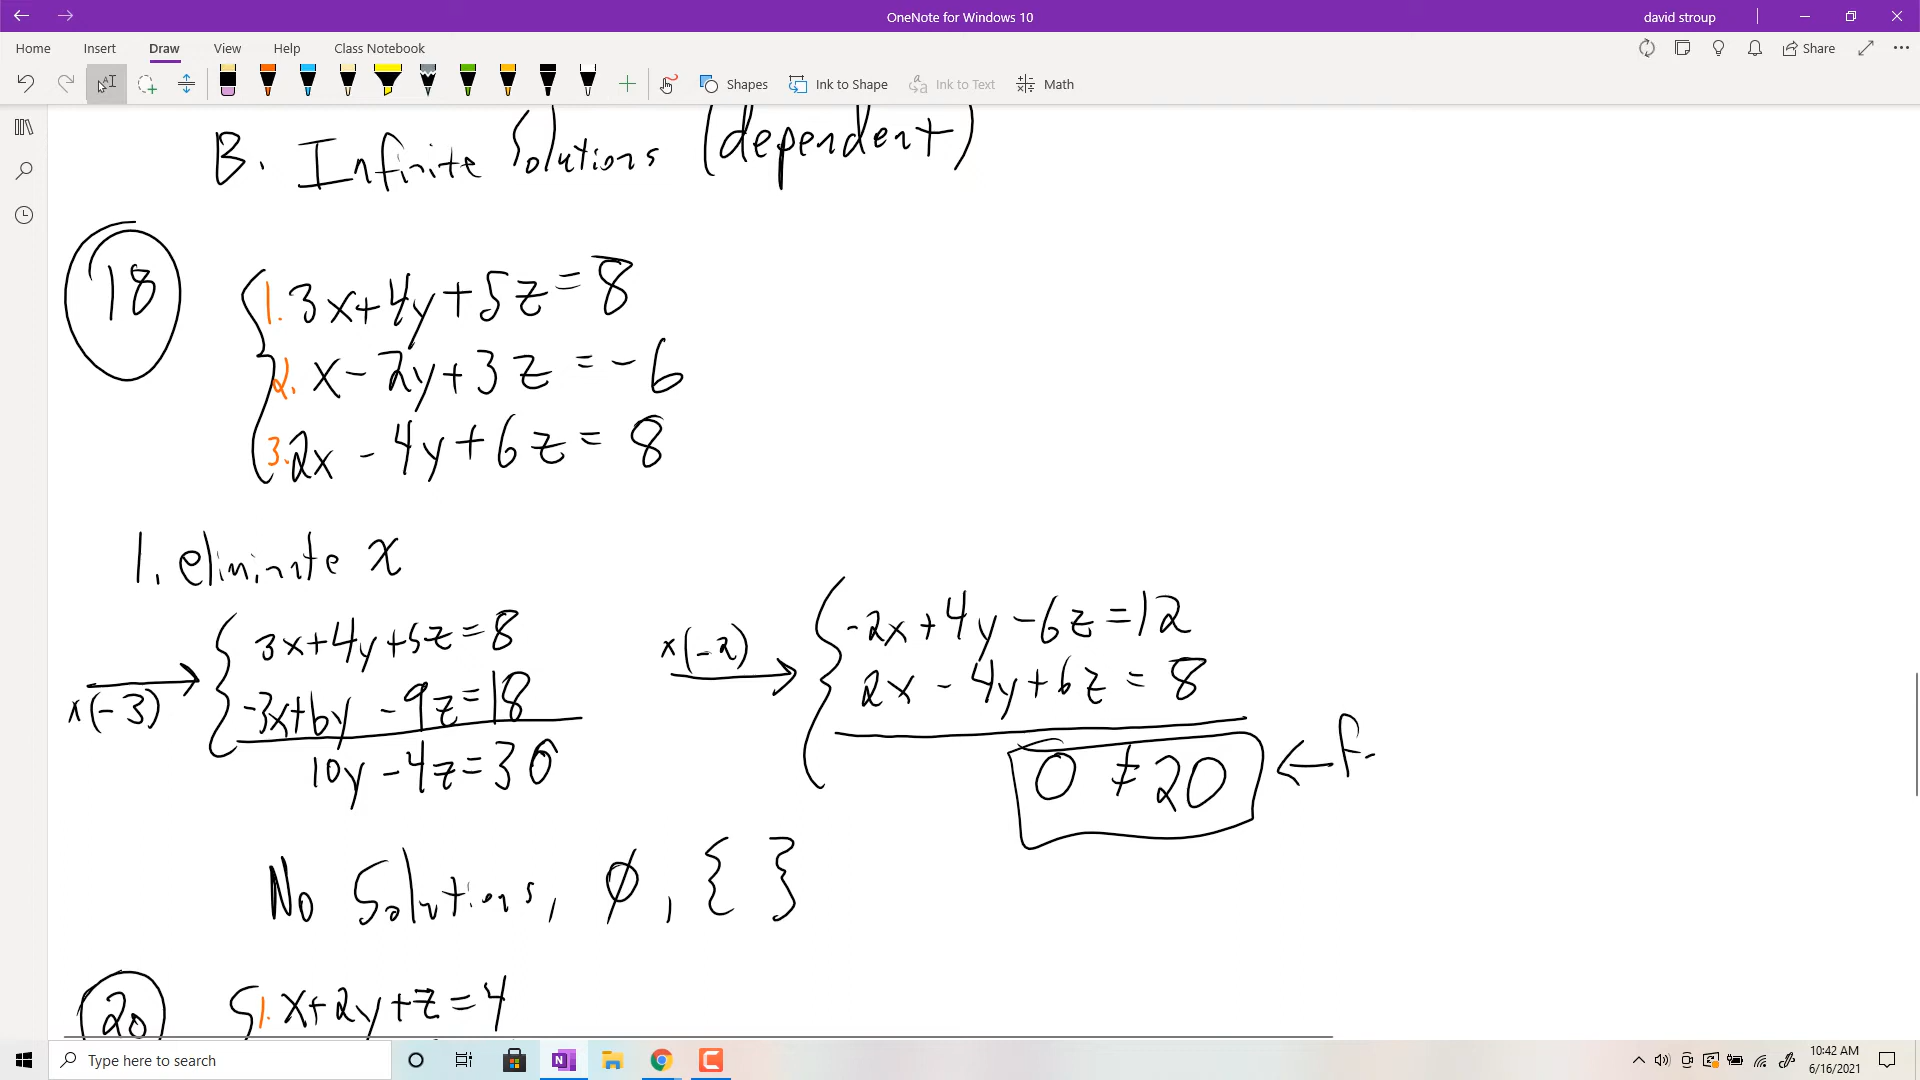 OneNote for Windows 10
david stroup
Home Insert Draw View Help Class Notebook
Share
Shapes Ink to Shape Ink to Text Math
B. Infinite Solutions (dependent)
18
1. 3x+4y+5z=8
2. x-2y+3z=-6
3. 2x-4y+6z=8
1. eliminate x
x(-3)
3x+4y+5z=8
-3x+6y-9z=18
10y-4z=30
x(-2)
-2x+4y-6z=12
2x-4y+6z=8
0≠20
←f
No Solutions, ∅, { }
20
1. x+2y+z=4
Type here to search
10:42 AM
6/16/2021